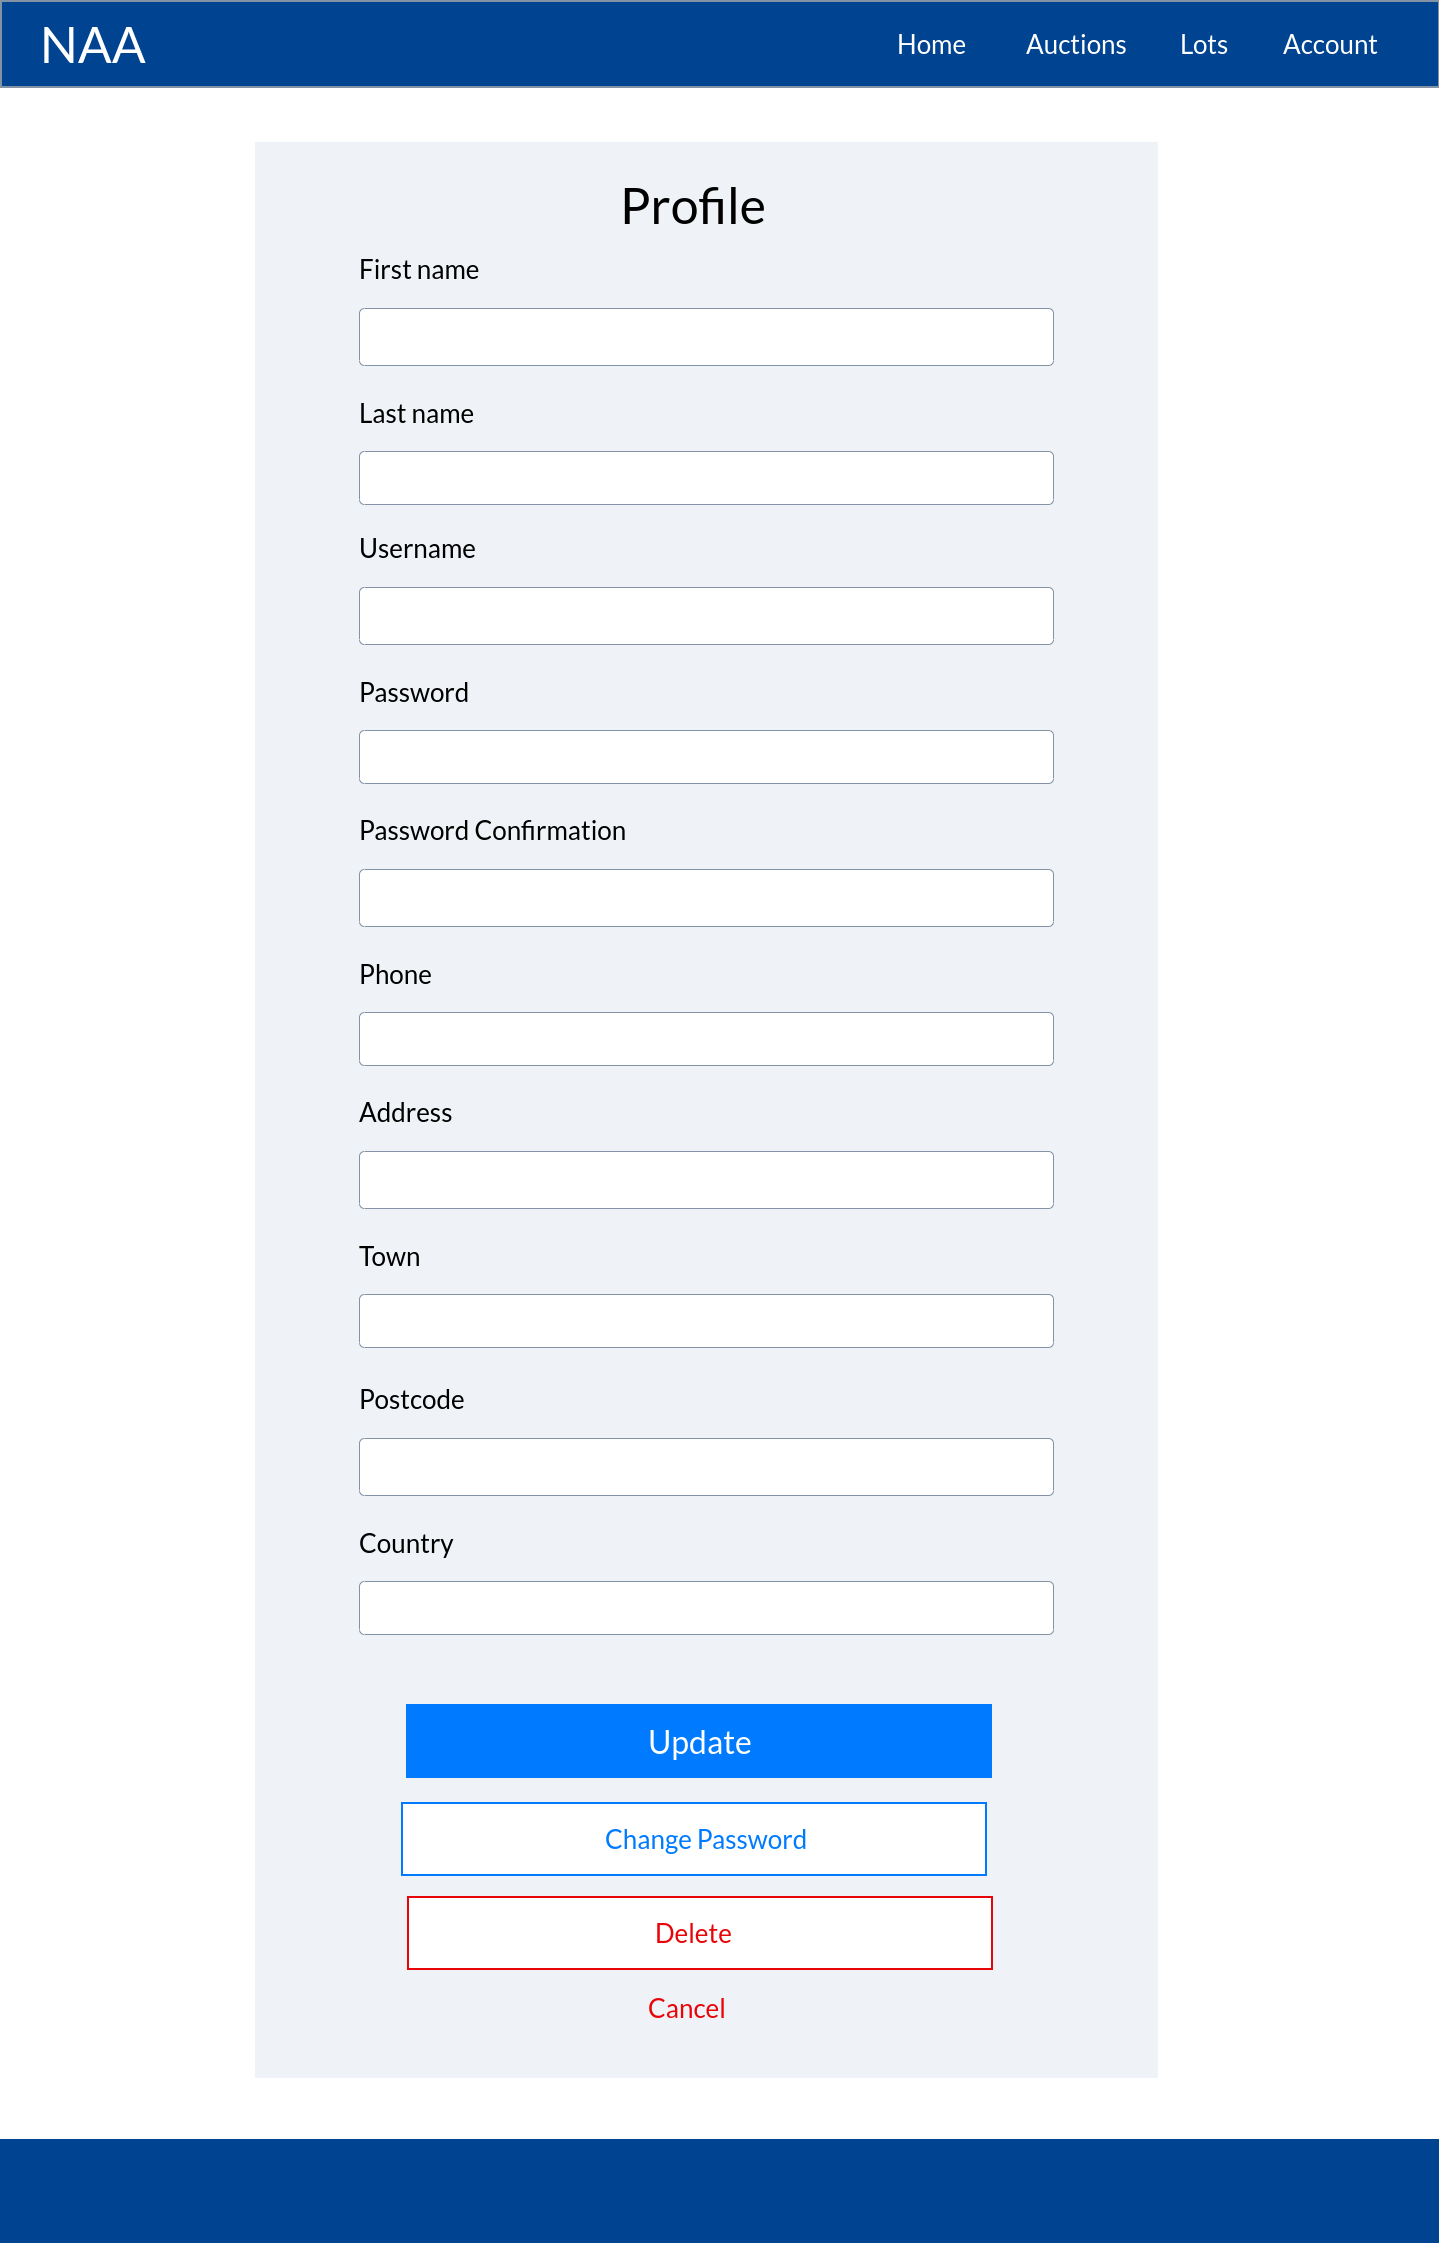 NAA Home Auctions Lots Account
Profile
First name
Last name
Username
Password
Password Confirmation
Phone
Address
Town
Postcode
Country
Update
Change Password
Delete
Cancel